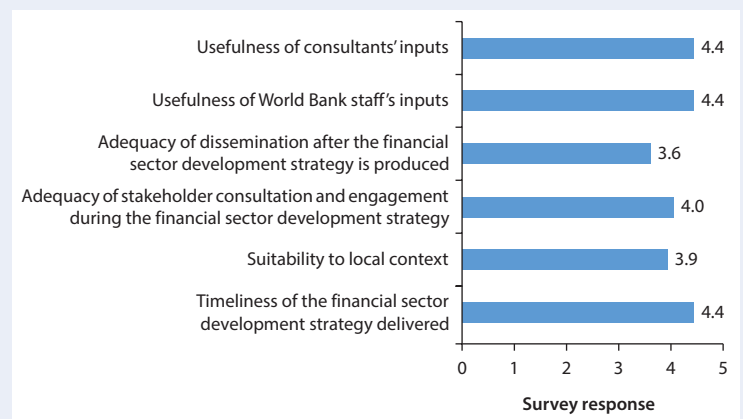 Usefulness of consultants' inputs
4.4
Usefulness of World Bank staff's inputs
4.4
Adequacy of dissemination after the financial
sector development strategy is produced
3.6
Adequacy of stakeholder consultation and engagement
during the financial sector development strategy
4.0
Suitability to local context
3.9
Timeliness of the financial sector
development strategy delivered
4.4
0 1 2 3 4 5
Survey response